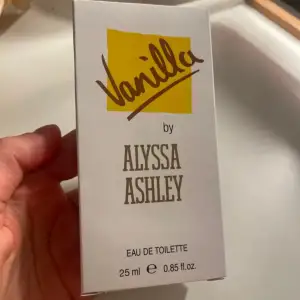 Vanilla
by
ALYSSA
ASHLEY
EAU DE TOILETTE
25 ml e 0.85 fl.oz.